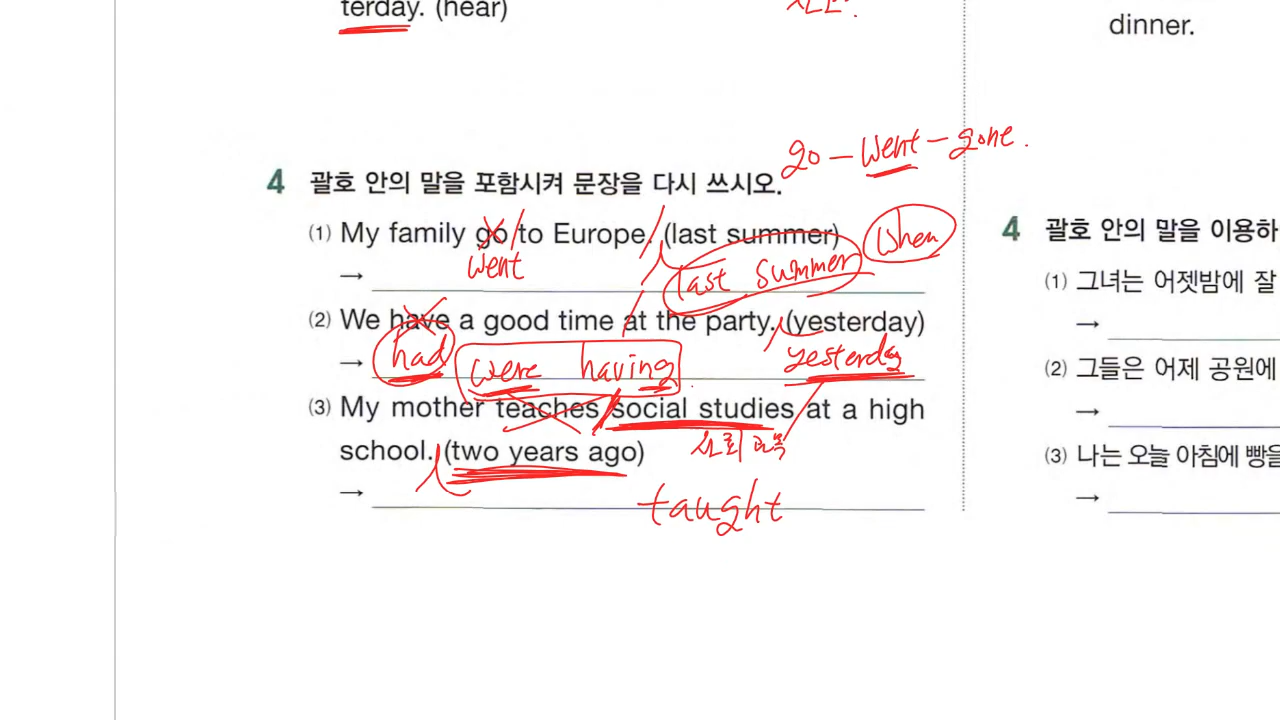 terday. (hear)
dinner.
go - went - gone.
4 괄호 안의 말을 포함시켜 문장을 다시 쓰시오.
(1) My family go to Europe. (last summer)
when
went
last summer
→
(2) We have a good time at the party. (yesterday)
→ had were having yesterday
(3) My mother teaches social studies at a high
school. (two years ago)
사회 과목
→
taught
4 괄호 안의 말을 이용하
(1) 그녀는 어젯밤에 잘
→
(2) 그들은 어제 공원에
→
(3) 나는 오늘 아침에 빵을
→